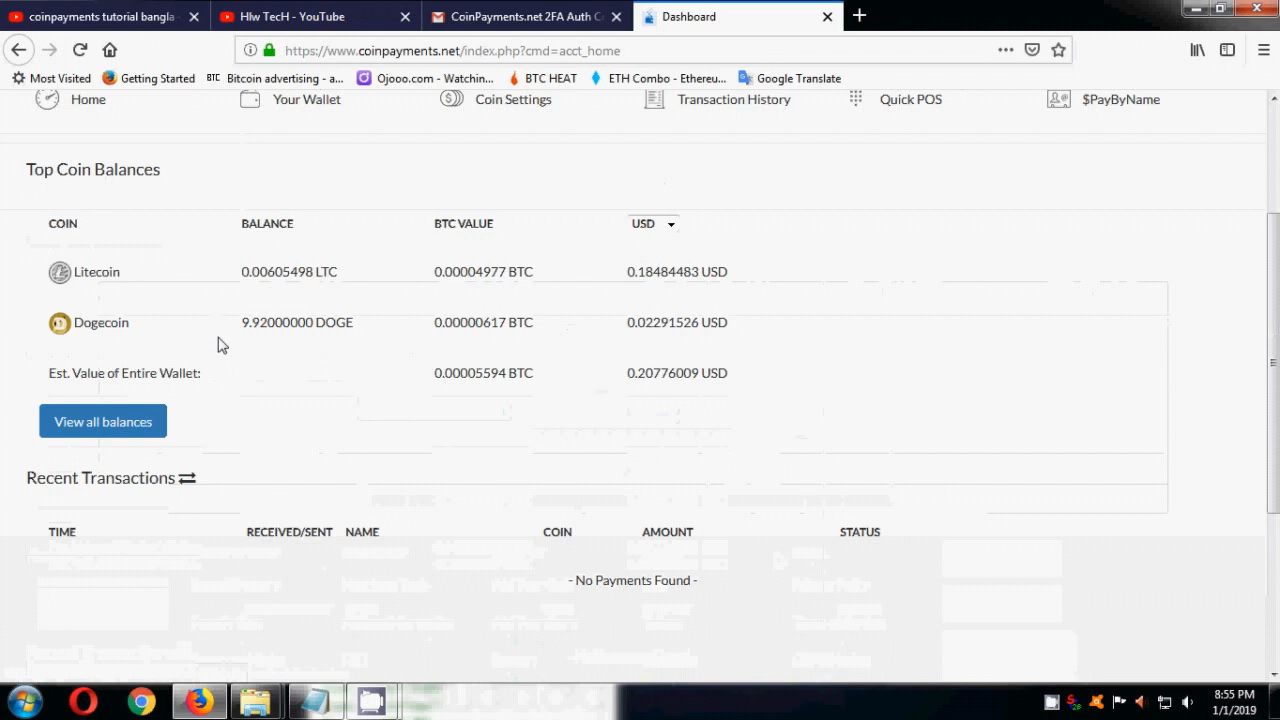 coinpayments tutorial bangla -
Hlw TecH - YouTube
CoinPayments.net 2FA Auth C
Dashboard
https://www.coinpayments.net/index.php?cmd=acct_home
Most Visited
Getting Started
BTC Bitcoin advertising - a...
Ojooo.com - Watchin...
BTC HEAT
ETH Combo - Ethereu...
Google Translate
Home
Your Wallet
Coin Settings
Transaction History
Quick POS
$PayByName
Top Coin Balances
COIN BALANCE BTC VALUE USD
Litecoin 0.00605498 LTC 0.00004977 BTC 0.18484483 USD
Dogecoin 9.92000000 DOGE 0.00000617 BTC 0.02291526 USD
Est. Value of Entire Wallet: 0.00005594 BTC 0.20776009 USD
View all balances
Recent Transactions
TIME RECEIVED/SENT NAME COIN AMOUNT STATUS
- No Payments Found -
8:55 PM
1/1/2019